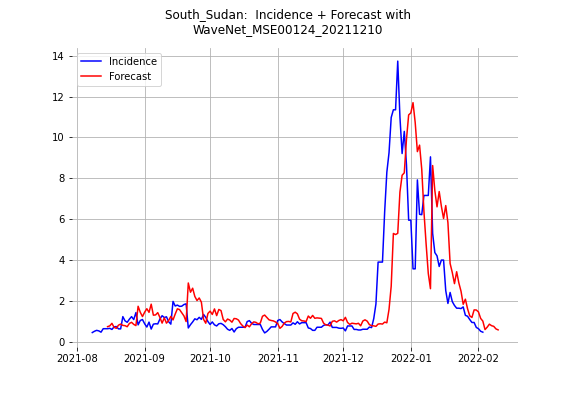 South_Sudan:  Incidence + Forecast with
WaveNet_MSE00124_20211210
Incidence
Forecast
14
12
10
8
6
4
2
0
2021-08 2021-09 2021-10 2021-11 2021-12 2022-01 2022-02